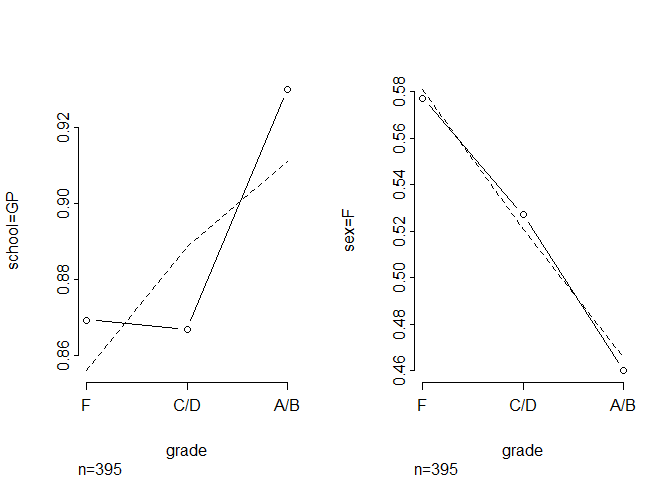 school=GP
0.86 0.88 0.90 0.92
F C/D A/B
grade
n=395
sex=F
0.46 0.48 0.50 0.52 0.54 0.56 0.58
F C/D A/B
grade
n=395